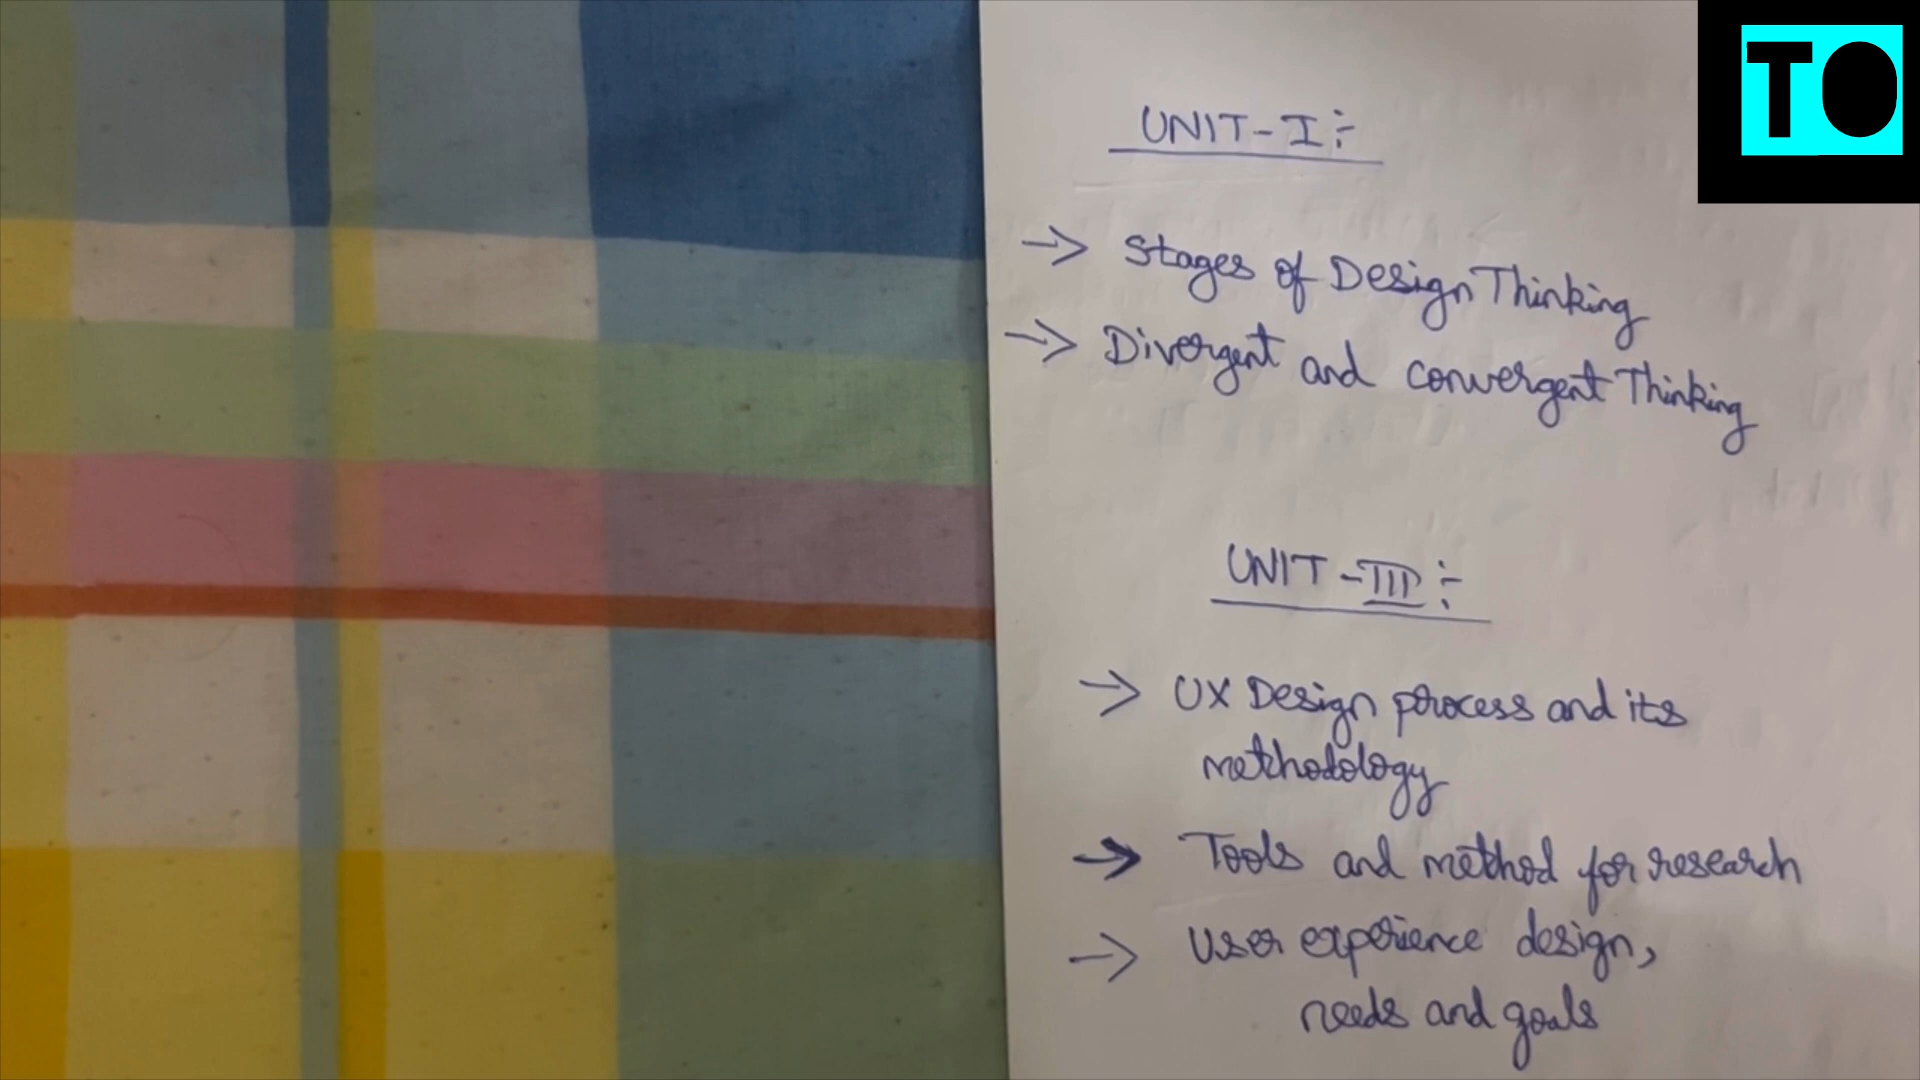 TO
UNIT-I:-
→ Stages of Design Thinking
→ Divergent and convergent Thinking
UNIT-III:-
→ UX Design process and its
methodology
→ Tools and method for research
→ User experience design,
needs and goals